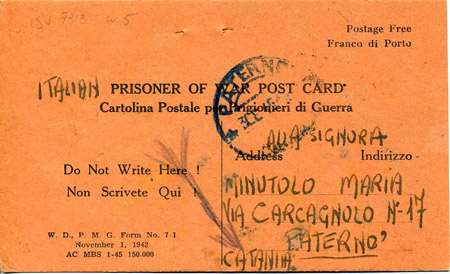 Postage Free
Franco di Porto
ITALIAN
PRISONER OF WAR POST CARD
Cartolina Postale per Prigionieri di Guerra
PATERNO
ALLA SIGNORA
Address Indirizzo
Do Not Write Here !
Non Scrivete Qui !
MINUTOLO MARIA
VIA CARCAGNOLO N-17
PATERNO'
CATANIA
W. D., P. M. G. Form No. 7-1
November 1, 1942
AC MBS 1-45 150.000